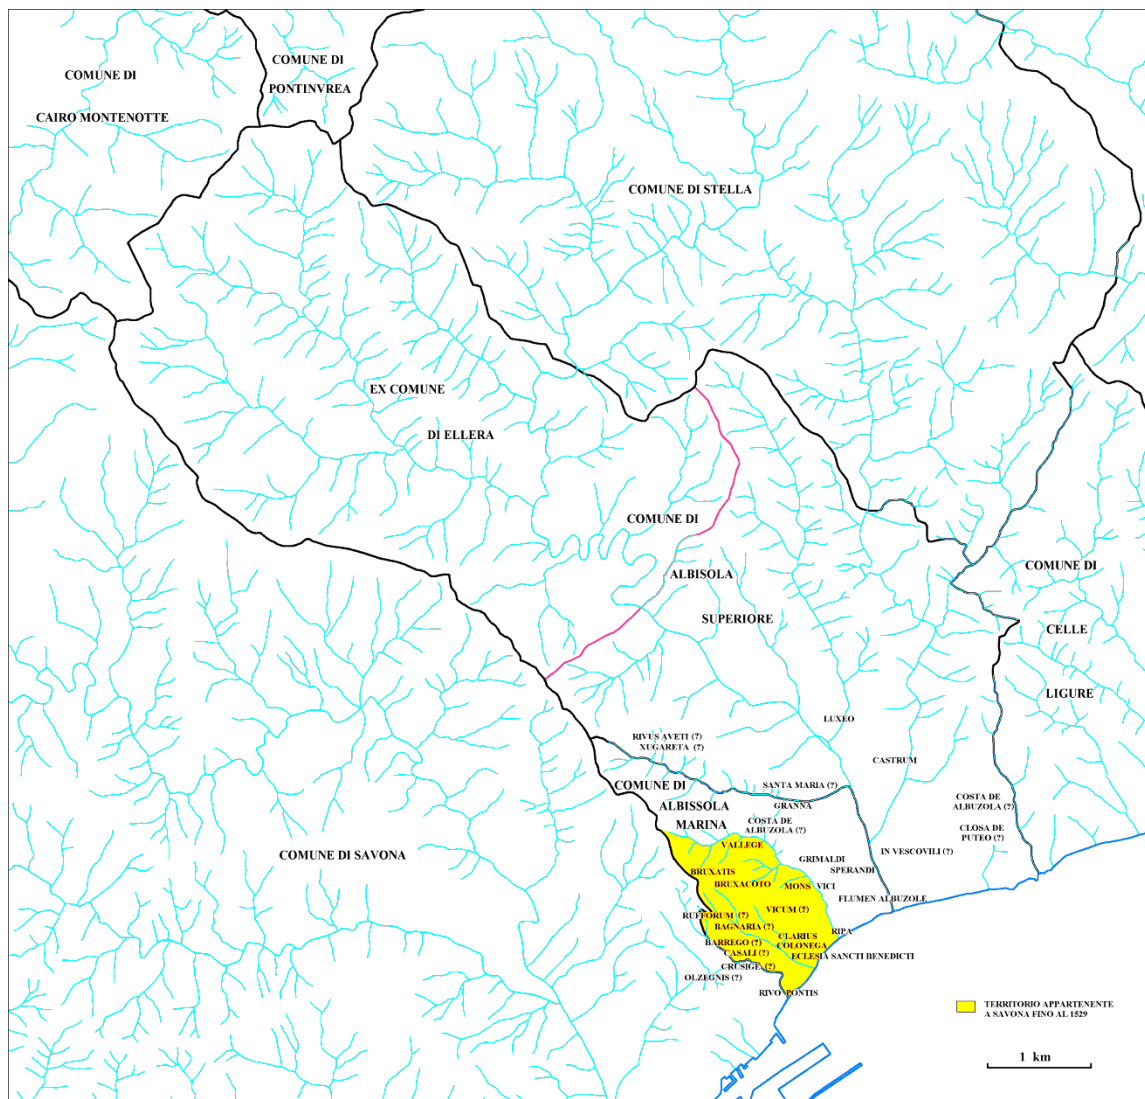 COMUNE DI
PONTINVREA
COMUNE DI
CAIRO MONTENOTTE
COMUNE DI STELLA
EX COMUNE
DI ELLERA
COMUNE DI
ALBISOLA
SUPERIORE
COMUNE DI
CELLE
LIGURE
LUXEO
RIVUS AVETI (?)
XUGARETA (?)
CASTRUM
COMUNE DI
ALBISSOLA
MARINA
SANTA MARIA (?)
GRANNA
COSTA DE
ALBUZOLA (?)
COSTA DE
ALBUZOLA (?)
CLOSA DE
PUTEO (?)
VALLEGE
IN VESCOVILI (?)
COMUNE DI SAVONA
GRIMALDI
SPERANDI
BRUXATIS
BRUXACOTO
MONS VICI
FLUMEN ALBUZOLE
VICUM (?)
RUFFORUM (?)
BAGNARIA (?)
RIPA
CLARIUS
BARREGO (?)
COLONEGA
CASALI (?)
ECLESIA SANCTI BENEDICTI
CRUSIGE (?)
OLZEGNIS (?)
RIVO PONTIS
TERRITORIO APPARTENENTE
A SAVONA FINO AL 1529
1 km